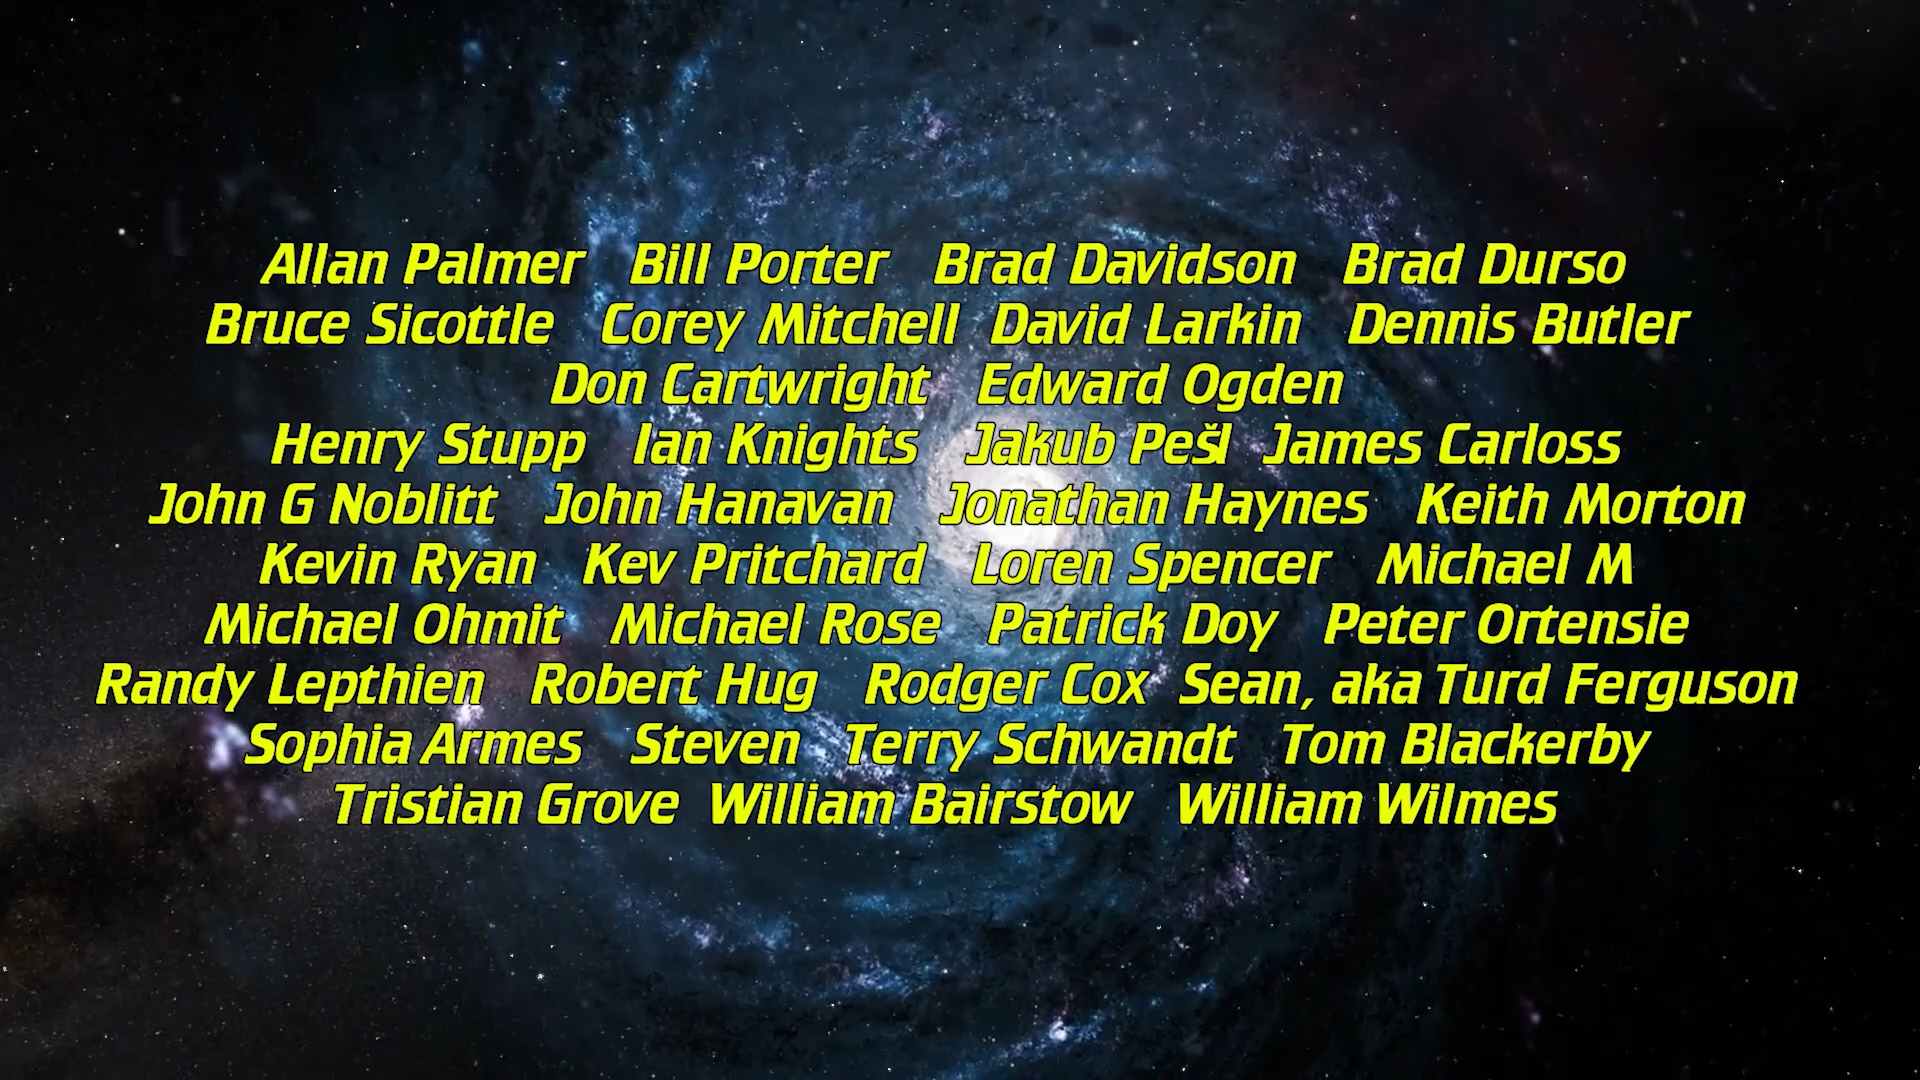 Allan Palmer Bill Porter Brad Davidson Brad Durso
Bruce Sicottle Corey Mitchell David Larkin Dennis Butler
Don Cartwright Edward Ogden
Henry Stupp Ian Knights Jakub Pešl James Carloss
John G Noblitt John Hanavan Jonathan Haynes Keith Morton
Kevin Ryan Kev Pritchard Loren Spencer Michael M
Michael Ohmit Michael Rose Patrick Doy Peter Ortensie
Randy Lepthien Robert Hug Rodger Cox Sean, aka Turd Ferguson
Sophia Armes Steven Terry Schwandt Tom Blackerby
Tristian Grove William Bairstow William Wilmes